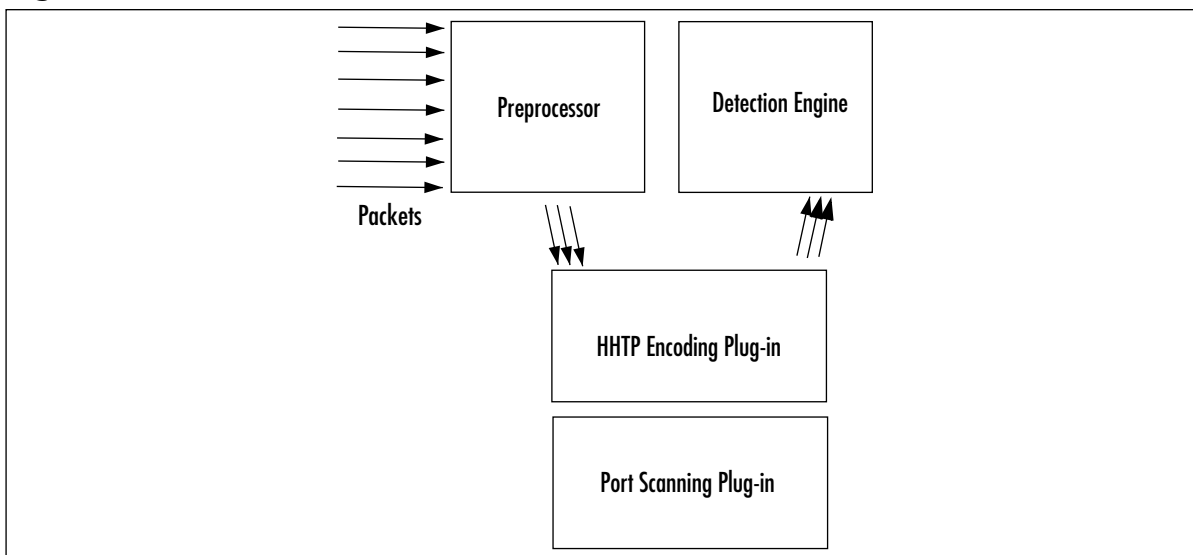 Preprocessor
Detection Engine
Packets
HHTP Encoding Plug-in
Port Scanning Plug-in